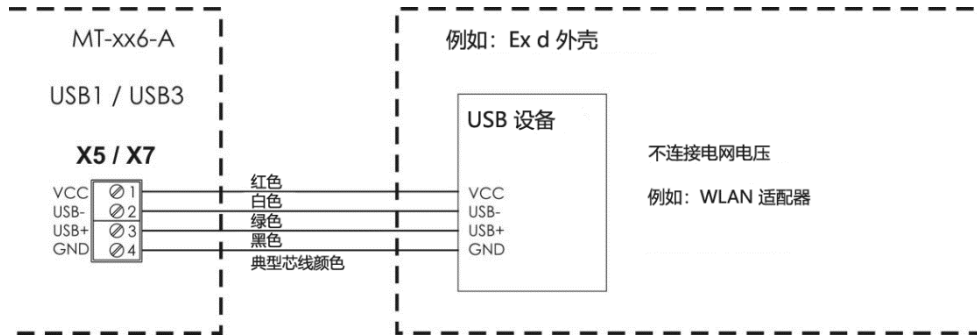 MT-xx6-A
USB1 / USB3
X5 / X7
VCC 1
USB- 2
USB+ 3
GND 4
红色
白色
绿色
黑色
典型芯线颜色
例如：Ex d 外壳
USB 设备
VCC
USB-
USB+
GND
不连接电网电压
例如：WLAN 适配器